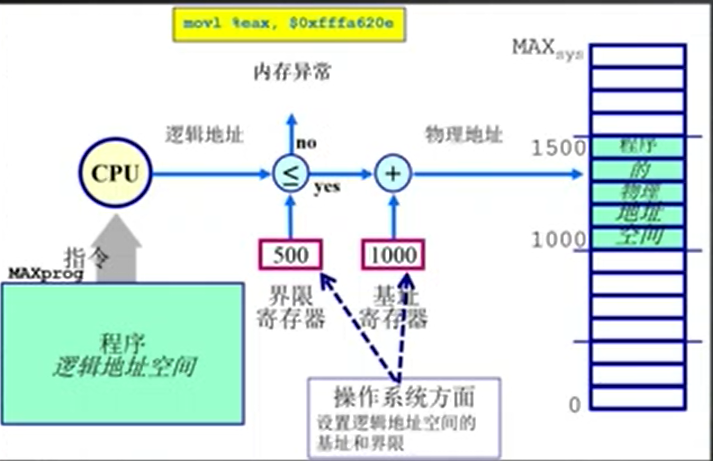 movl %eax, $0xfffa620e
内存异常
MAXsys
逻辑地址
no
物理地址
1500
程序
的
物理
地址
空间
CPU
≤
yes
+
1000
指令
MAXprog
500
1000
界限
寄存器
基址
寄存器
程序
逻辑地址空间
操作系统方面
设置逻辑地址空间的
基址和界限
0